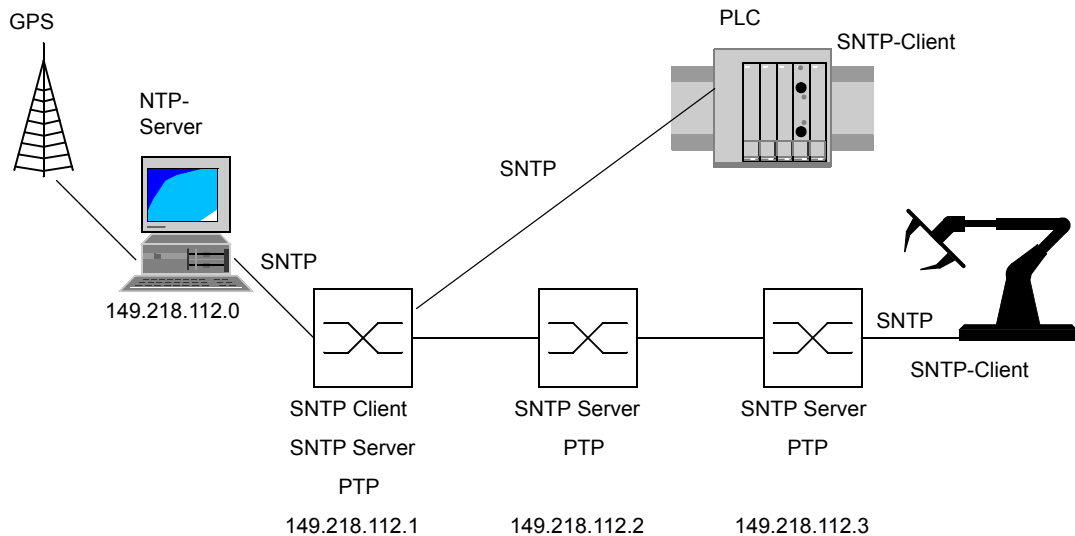 GPS
PLC
SNTP-Client
NTP-
Server
SNTP
SNTP
149.218.112.0
SNTP
SNTP-Client
SNTP Client
SNTP Server
PTP
149.218.112.1
SNTP Server
PTP
149.218.112.2
SNTP Server
PTP
149.218.112.3